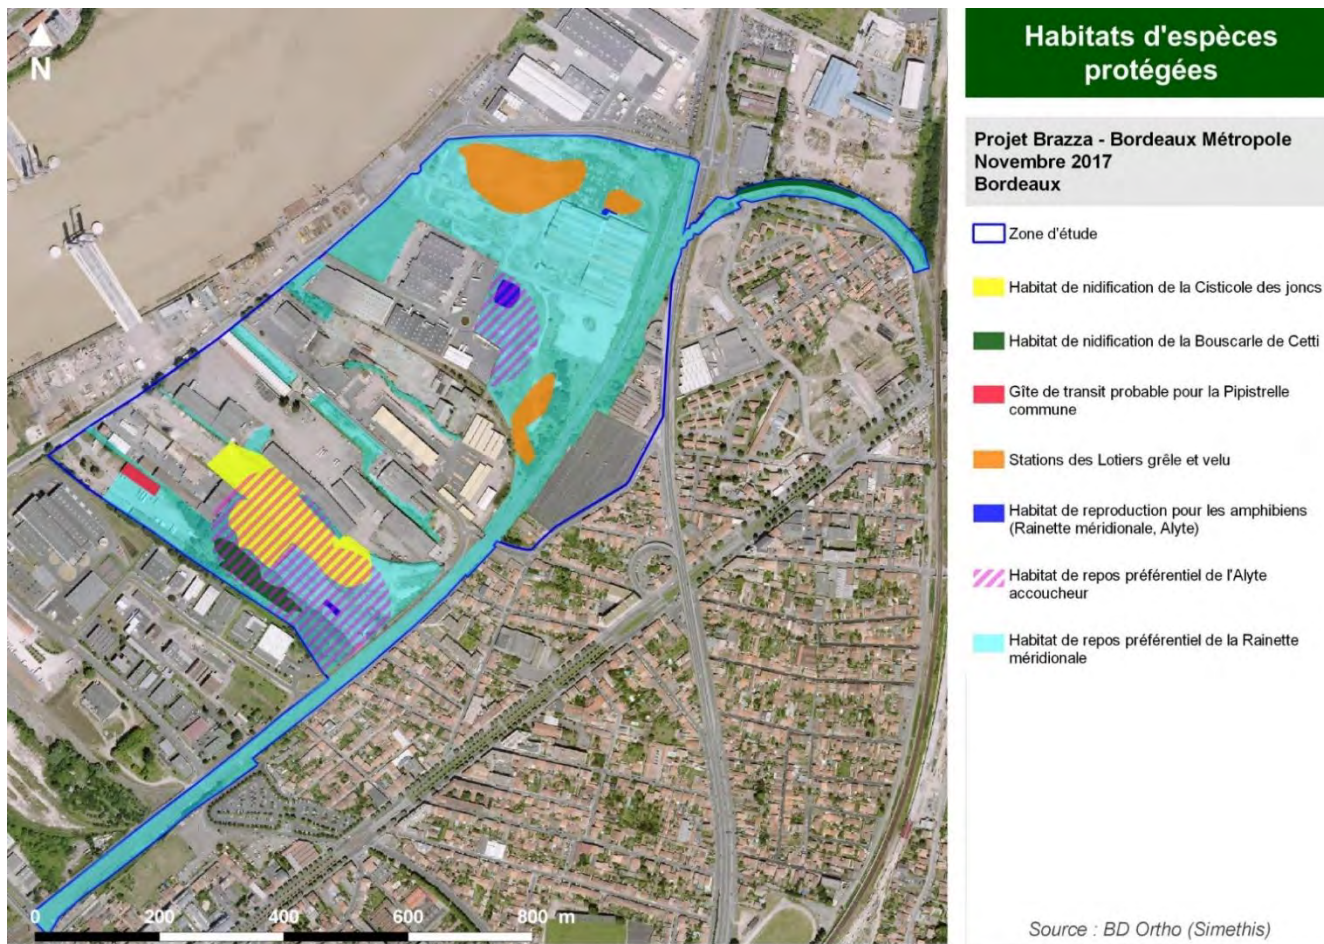 N
Habitats d'espèces
protégées
Projet Brazza - Bordeaux Métropole
Novembre 2017
Bordeaux
Zone d'étude
Habitat de nidification de la Cisticole des joncs
Habitat de nidification de la Bouscarle de Cetti
Gîte de transit probable pour la Pipistrelle
commune
Stations des Lotiers grêle et velu
Habitat de reproduction pour les amphibiens
(Rainette méridionale, Alyte)
Habitat de repos préférentiel de l'Alyte
accoucheur
Habitat de repos préférentiel de la Rainette
méridionale
0 200 400 600 800 m
Source : BD Ortho (Simethis)